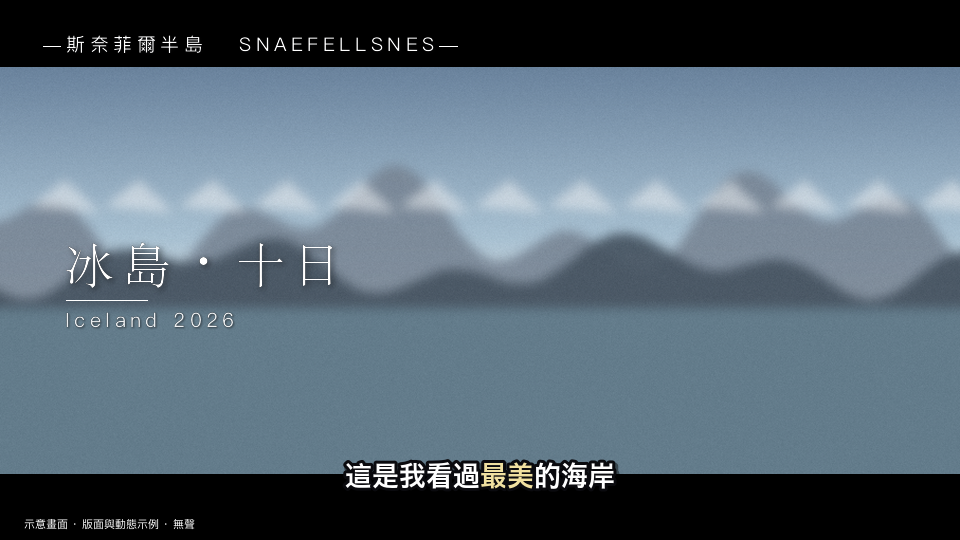 —斯奈菲爾半島 SNAEFELLSNES—
冰島・十日
Iceland 2026
這是我看過最美的海岸
示意畫面 · 版面與動態示例 · 無聲